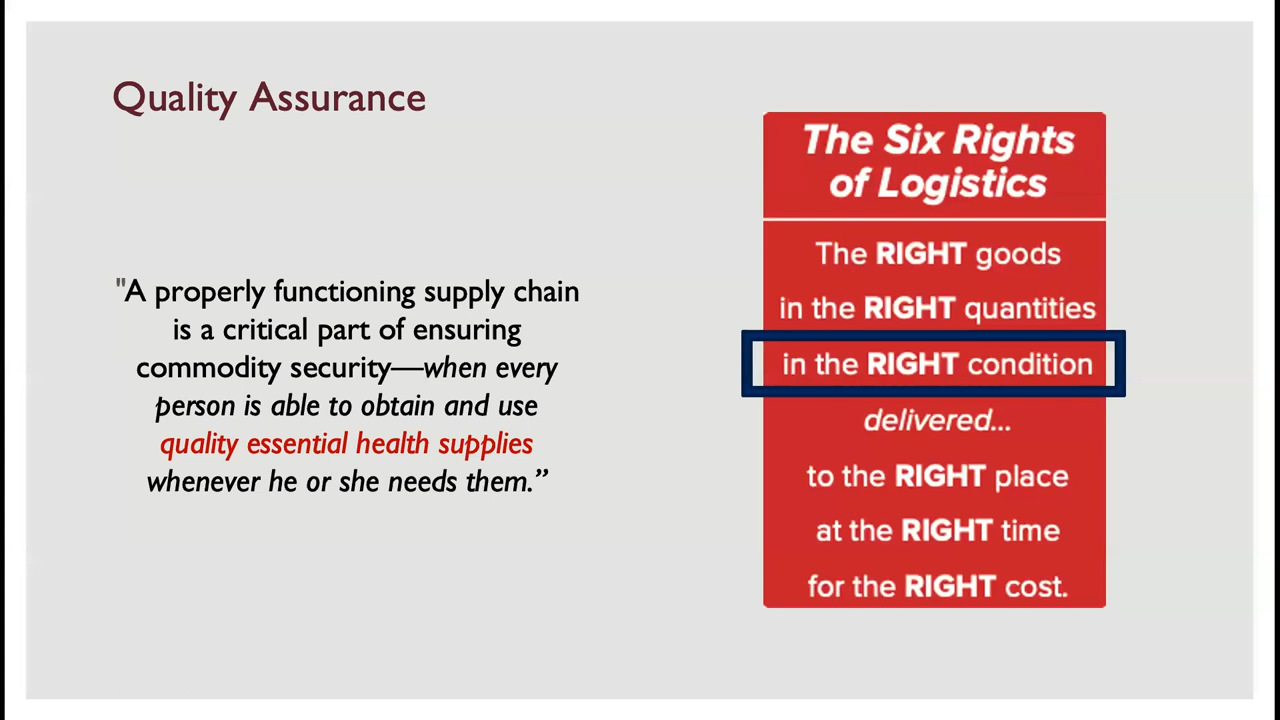 Quality Assurance
"A properly functioning supply chain
is a critical part of ensuring
commodity security—when every
person is able to obtain and use
quality essential health supplies
whenever he or she needs them.”
The Six Rights
of Logistics
The RIGHT goods
in the RIGHT quantities
in the RIGHT condition
delivered...
to the RIGHT place
at the RIGHT time
for the RIGHT cost.